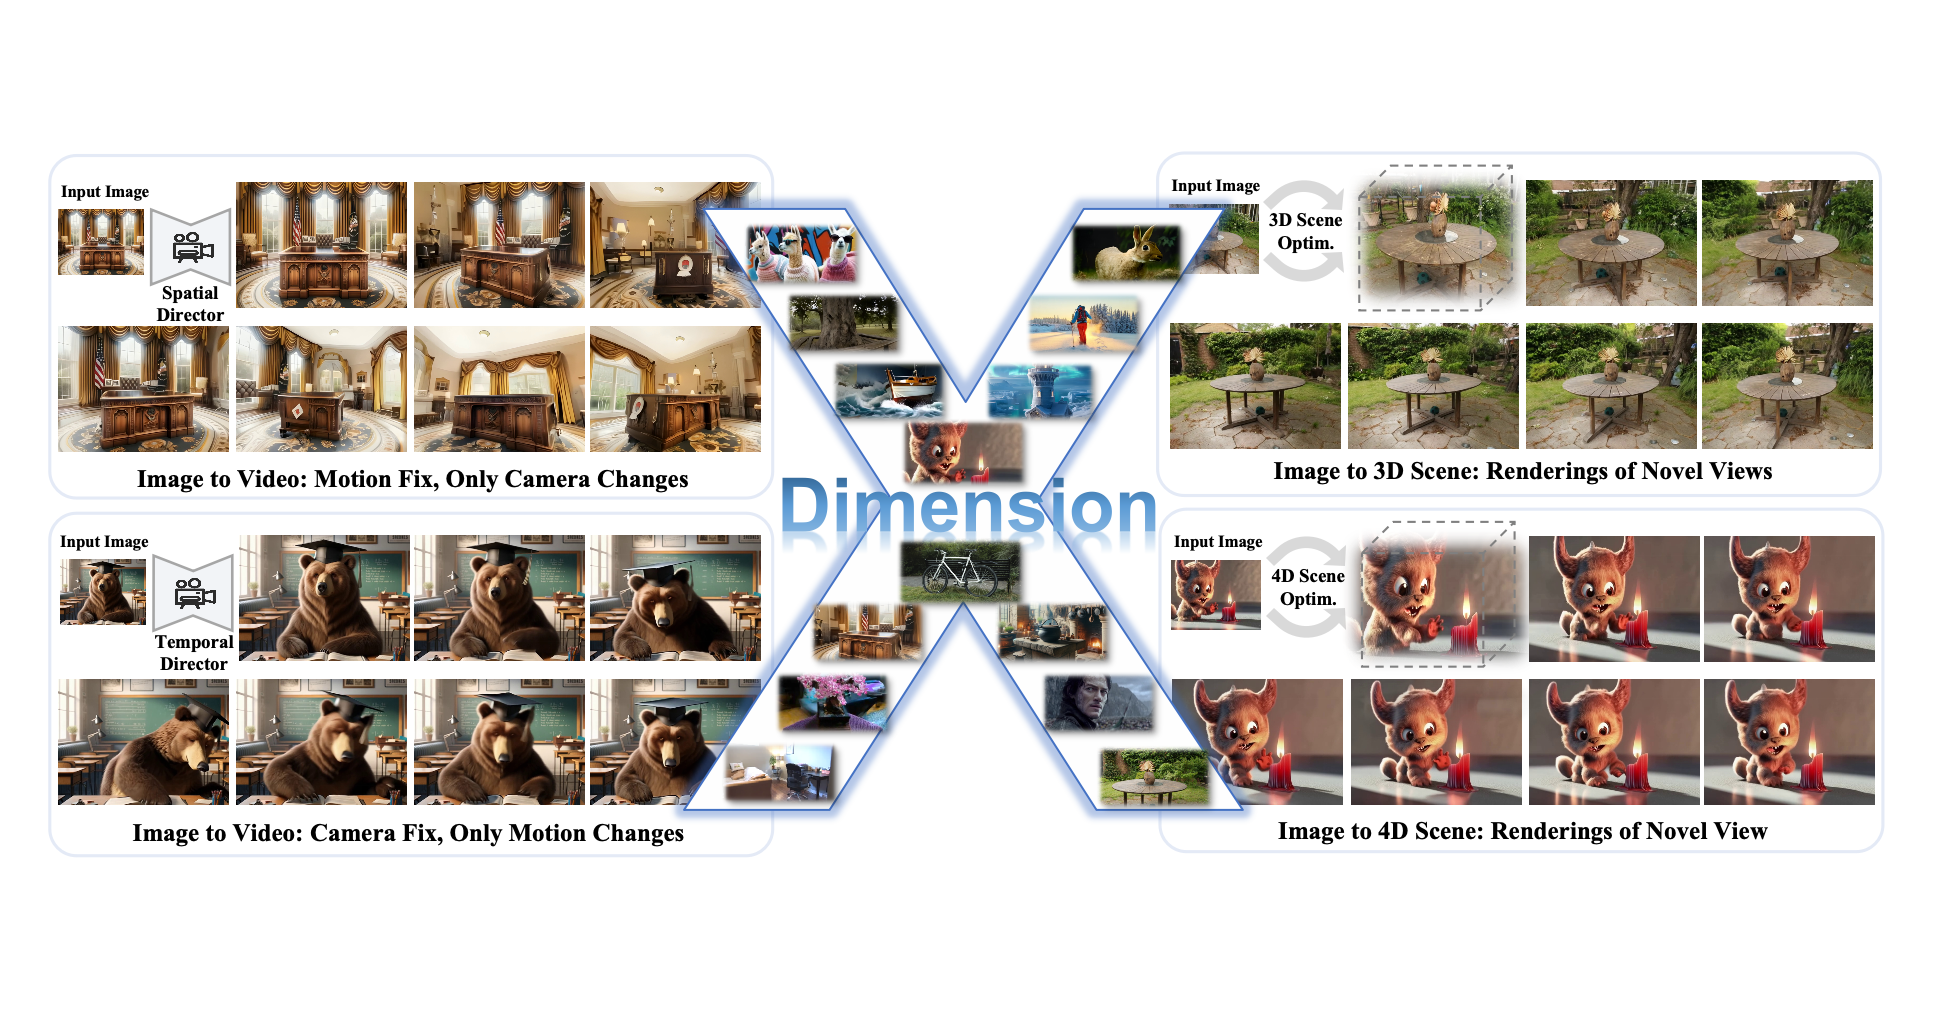 Input Image
Spatial
Director
Image to Video: Motion Fix, Only Camera Changes
Input Image
Temporal
Director
Image to Video: Camera Fix, Only Motion Changes
Dimension
X
Input Image
3D Scene
Optim.
Image to 3D Scene: Renderings of Novel Views
Input Image
4D Scene
Optim.
Image to 4D Scene: Renderings of Novel View